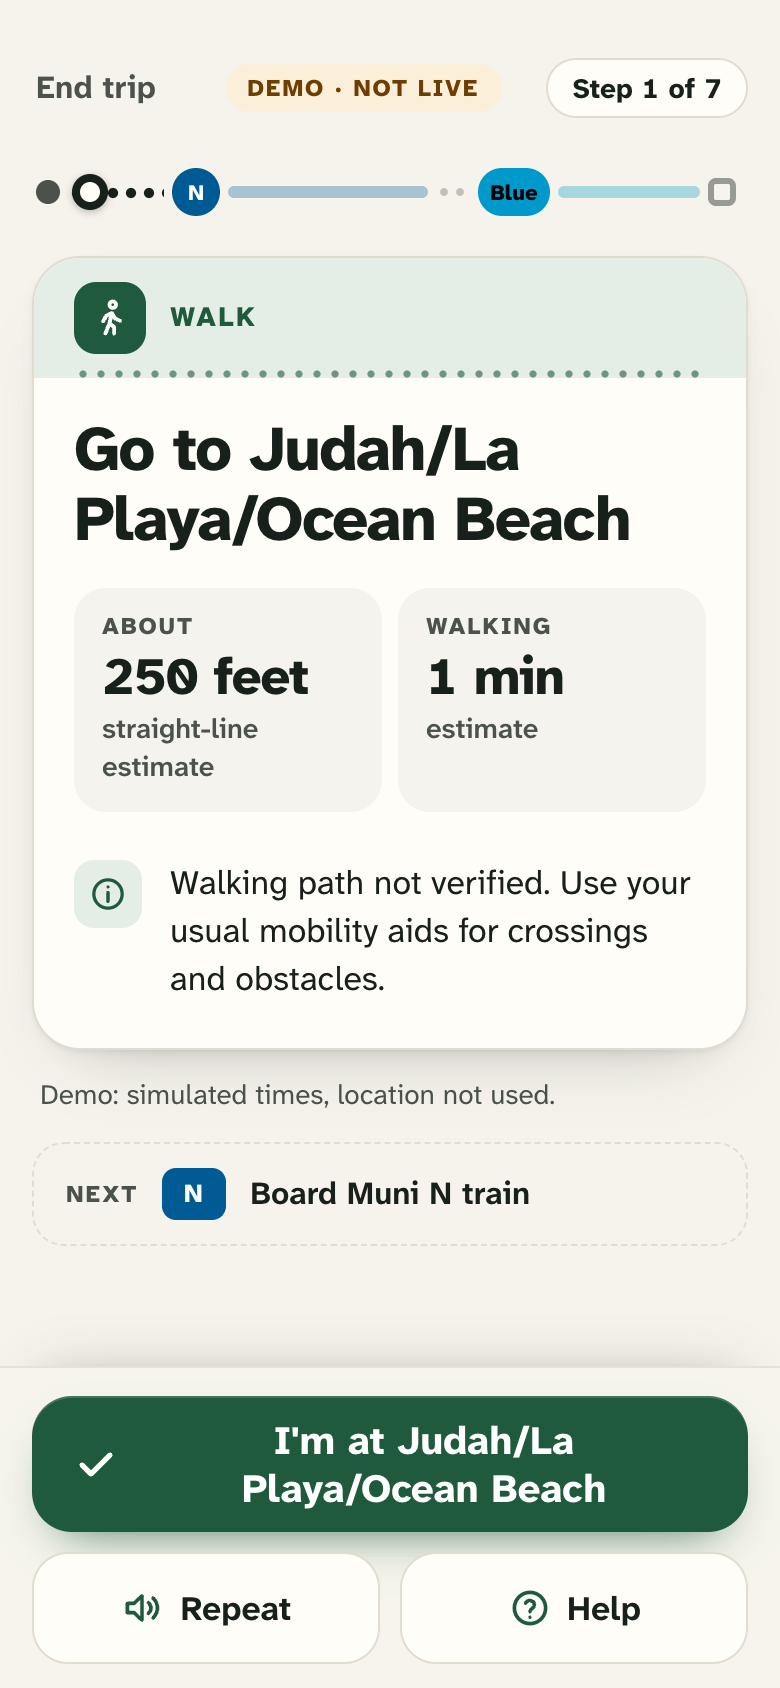 End trip
DEMO · NOT LIVE
Step 1 of 7
N
Blue
WALK
Go to Judah/La
Playa/Ocean Beach
ABOUT
250 feet
straight-line
estimate
WALKING
1 min
estimate
Walking path not verified. Use your
usual mobility aids for crossings
and obstacles.
Demo: simulated times, location not used.
NEXT N Board Muni N train
I'm at Judah/La
Playa/Ocean Beach
Repeat
Help